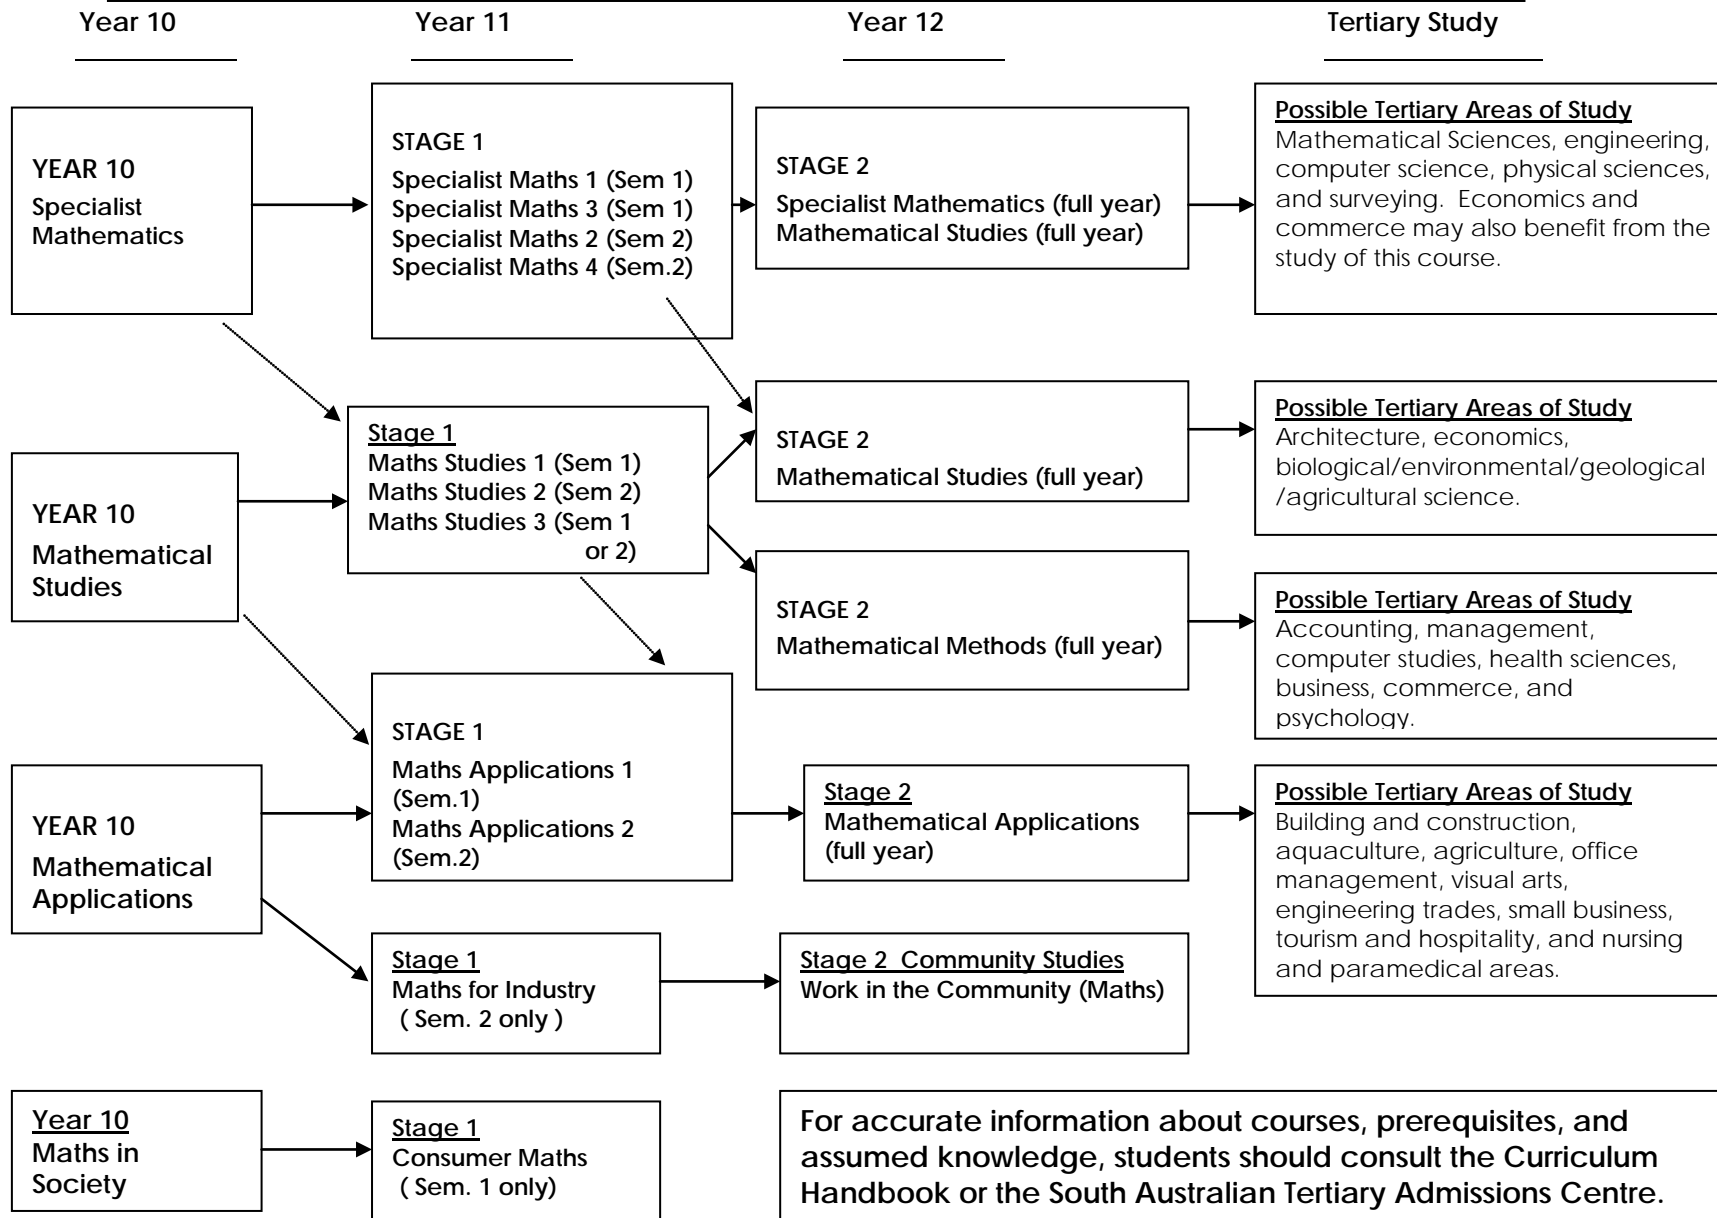 Year 10
Year 11
Year 12
Tertiary Study
YEAR 10
Specialist
Mathematics
STAGE 1
Specialist Maths 1 (Sem 1)
Specialist Maths 3 (Sem 1)
Specialist Maths 2 (Sem 2)
Specialist Maths 4 (Sem.2)
STAGE 2
Specialist Mathematics (full year)
Mathematical Studies (full year)
Possible Tertiary Areas of Study
Mathematical Sciences, engineering,
computer science, physical sciences,
and surveying. Economics and
commerce may also benefit from the
study of this course.
YEAR 10
Mathematical
Studies
Stage 1
Maths Studies 1 (Sem 1)
Maths Studies 2 (Sem 2)
Maths Studies 3 (Sem 1
or 2)
STAGE 2
Mathematical Studies (full year)
Possible Tertiary Areas of Study
Architecture, economics,
biological/environmental/geological
/agricultural science.
STAGE 2
Mathematical Methods (full year)
Possible Tertiary Areas of Study
Accounting, management,
computer studies, health sciences,
business, commerce, and
psychology.
YEAR 10
Mathematical
Applications
STAGE 1
Maths Applications 1
(Sem.1)
Maths Applications 2
(Sem.2)
Stage 2
Mathematical Applications
(full year)
Possible Tertiary Areas of Study
Building and construction,
aquaculture, agriculture, office
management, visual arts,
engineering trades, small business,
tourism and hospitality, and nursing
and paramedical areas.
Stage 1
Maths for Industry
( Sem. 2 only )
Stage 2 Community Studies
Work in the Community (Maths)
Year 10
Maths in
Society
Stage 1
Consumer Maths
( Sem. 1 only)
For accurate information about courses, prerequisites, and
assumed knowledge, students should consult the Curriculum
Handbook or the South Australian Tertiary Admissions Centre.